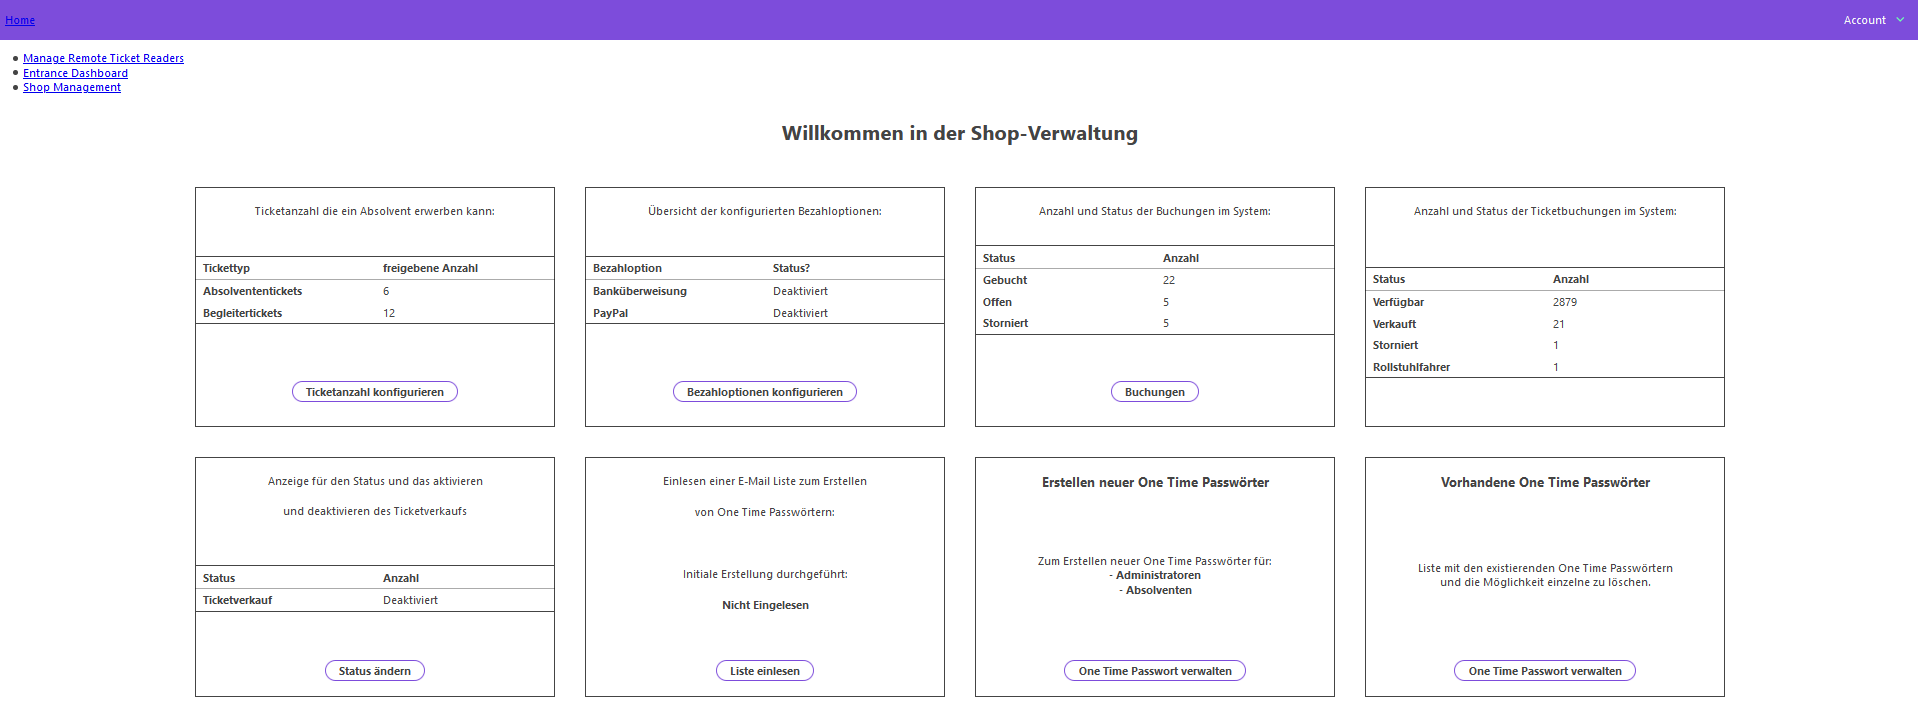 Home
Account
Manage Remote Ticket Readers
Entrance Dashboard
Shop Management
Willkommen in der Shop-Verwaltung
Ticketanzahl die ein Absolvent erwerben kann:
Tickettyp freigebene Anzahl
Absolvententickets 6
Begleitertickets 12
Ticketanzahl konfigurieren
Übersicht der konfigurierten Bezahloptionen:
Bezahloption Status?
Banküberweisung Deaktiviert
PayPal Deaktiviert
Bezahloptionen konfigurieren
Anzahl und Status der Buchungen im System:
Status Anzahl
Gebucht 22
Offen 5
Storniert 5
Buchungen
Anzahl und Status der Ticketbuchungen im System:
Status Anzahl
Verfügbar 2879
Verkauft 21
Storniert 1
Rollstuhlfahrer 1
Anzeige für den Status und das aktivieren
und deaktivieren des Ticketverkaufs
Status Anzahl
Ticketverkauf Deaktiviert
Status ändern
Einlesen einer E-Mail Liste zum Erstellen
von One Time Passwörtern:
Initiale Erstellung durchgeführt:
Nicht Eingelesen
Liste einlesen
Erstellen neuer One Time Passwörter
Zum Erstellen neuer One Time Passwörter für:
- Administratoren
- Absolventen
One Time Passwort verwalten
Vorhandene One Time Passwörter
Liste mit den existierenden One Time Passwörtern
und die Möglichkeit einzelne zu löschen.
One Time Passwort verwalten